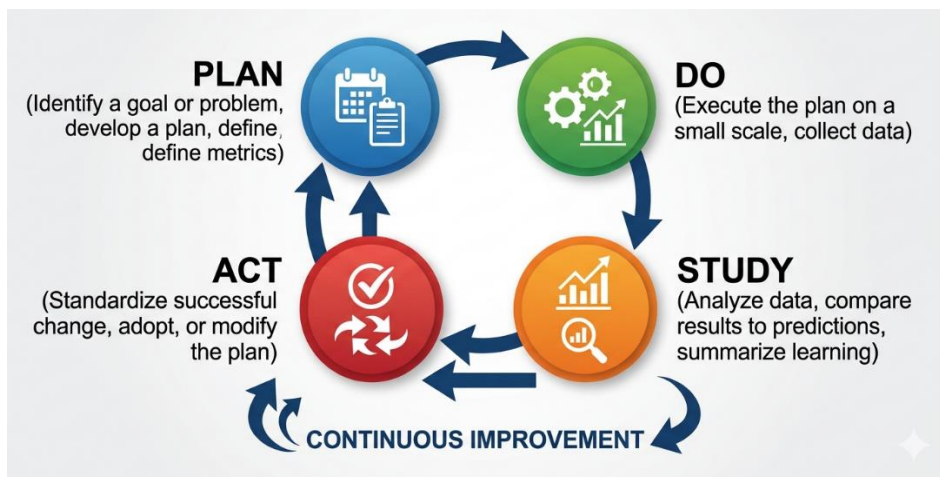 PLAN
(Identify a goal or problem,
develop a plan, define,
define metrics)
DO
(Execute the plan on a
small scale, collect data)
STUDY
(Analyze data, compare
results to predictions,
summarize learning)
ACT
(Standardize successful
change, adopt, or modify
the plan)
CONTINUOUS IMPROVEMENT